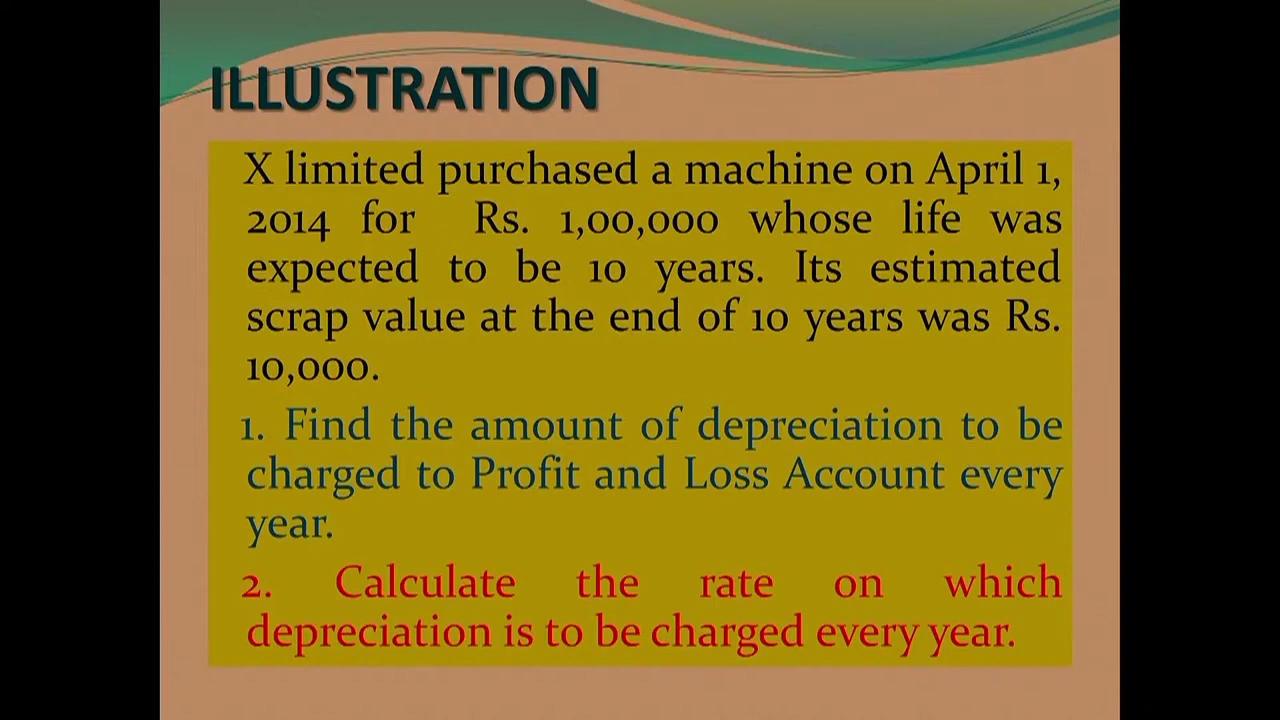 ILLUSTRATION
X limited purchased a machine on April 1,
2014 for Rs. 1,00,000 whose life was
expected to be 10 years. Its estimated
scrap value at the end of 10 years was Rs.
10,000.
1. Find the amount of depreciation to be
charged to Profit and Loss Account every
year.
2. Calculate the rate on which
depreciation is to be charged every year.